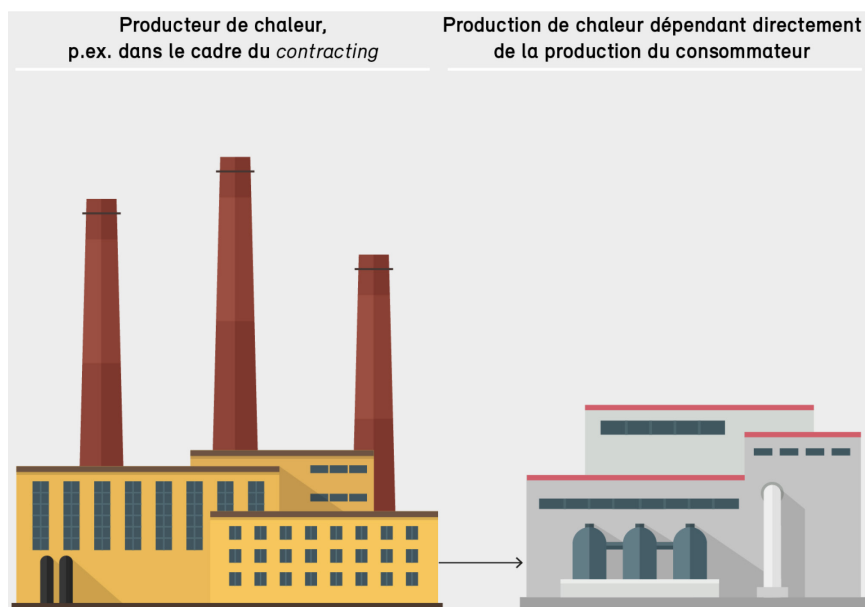 Producteur de chaleur,
p.ex. dans le cadre du contracting
Production de chaleur dépendant directement
de la production du consommateur